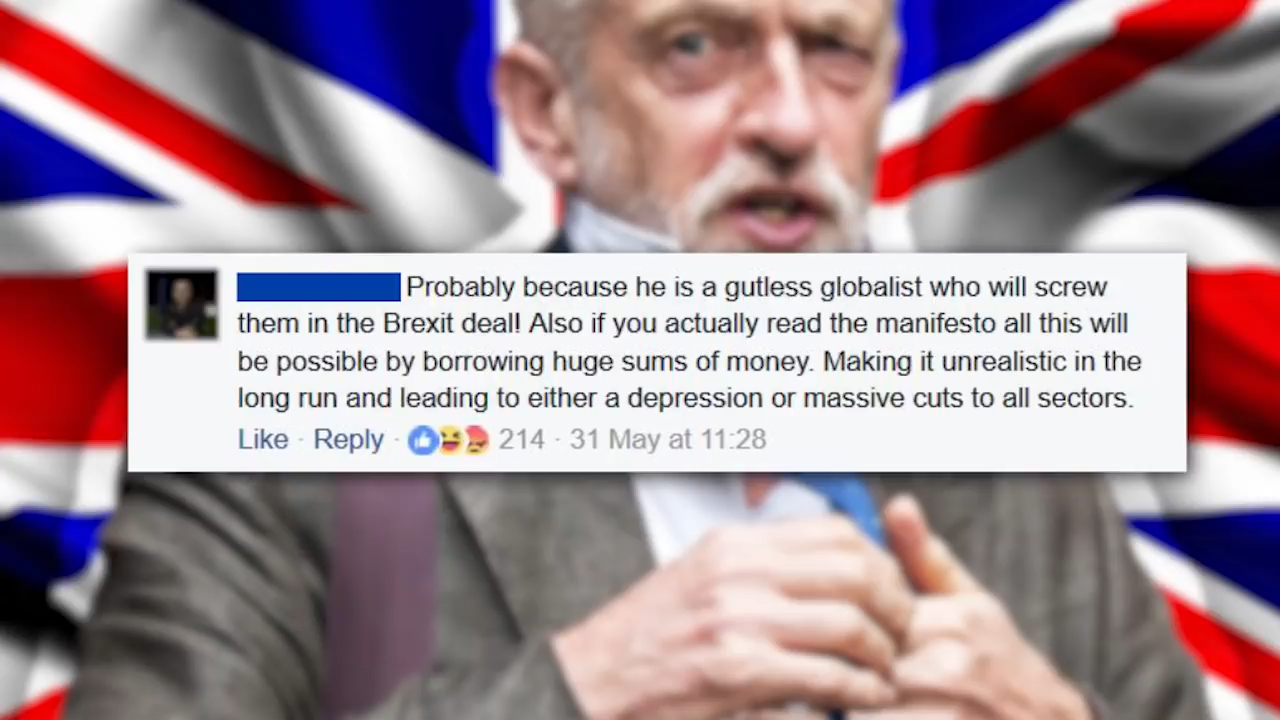 Probably because he is a gutless globalist who will screw
them in the Brexit deal! Also if you actually read the manifesto all this will
be possible by borrowing huge sums of money. Making it unrealistic in the
long run and leading to either a depression or massive cuts to all sectors.
Like · Reply · 214 · 31 May at 11:28